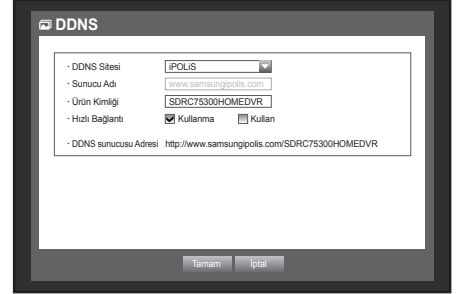 DDNS
· DDNS Sitesi iPOLiS
· Sunucu Adı www.samsungipolis.com
· Ürün Kimliği SDRC75300HOMEDVR
· Hızlı Bağlantı Kullanma Kullan
· DDNS sunucusu Adresi http://www.samsungipolis.com/SDRC75300HOMEDVR
Tamam İptal